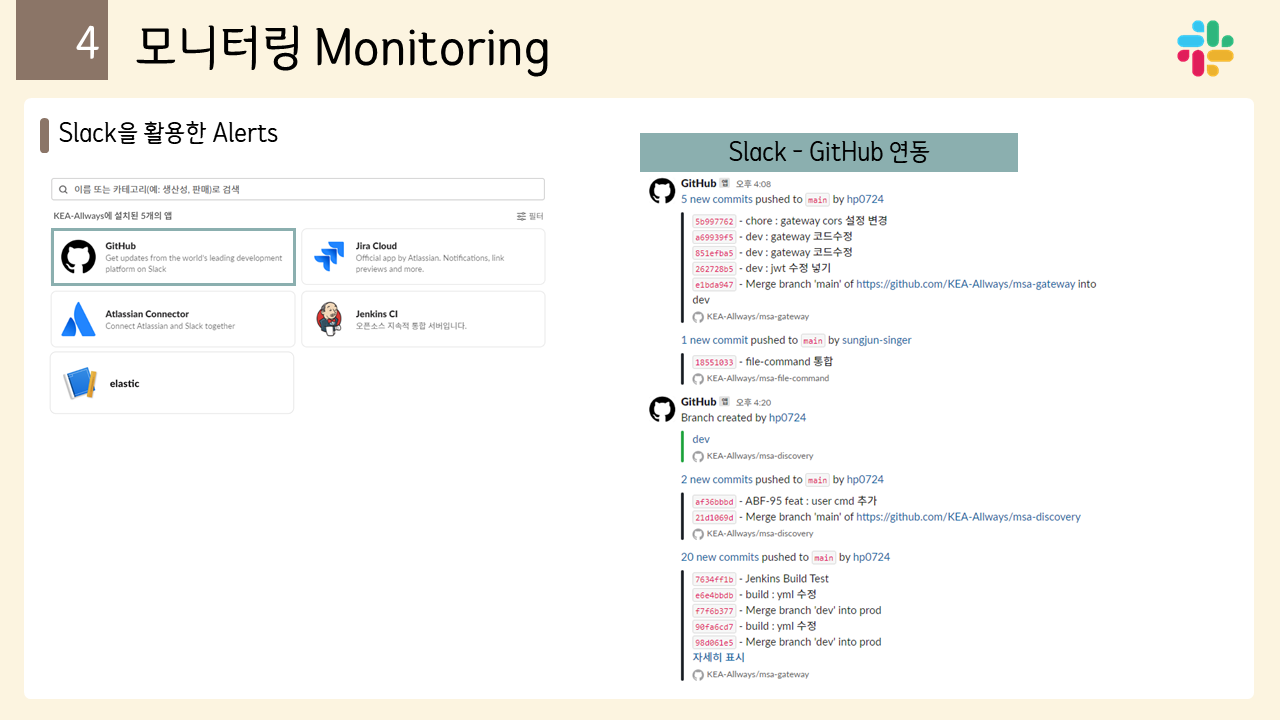 4
모니터링 Monitoring
Slack을 활용한 Alerts
이름 또는 카테고리(예: 생산성, 판매)로 검색
KEA-Allways에 설치된 5개의 앱
필터
GitHub
Get updates from the world's leading development
platform on Slack
Jira Cloud
Official app by Atlassian. Notifications, link
previews and more.
Atlassian Connector
Connect Atlassian and Slack together
Jenkins CI
오픈소스 지속적 통합 서버입니다.
elastic
Slack - GitHub 연동
GitHub 앱 오후 4:08
5 new commits pushed to main by hp0724
5b997762 - chore : gateway cors 설정 변경
a69939f5 - dev : gateway 코드수정
851efba5 - dev : gateway 코드수정
262728b5 - dev : jwt 수정 넣기
e1bda947 - Merge branch 'main' of https://github.com/KEA-Allways/msa-gateway into
dev
KEA-Allways/msa-gateway
1 new commit pushed to main by sungjun-singer
18551033 - file-command 통합
KEA-Allways/msa-file-command
GitHub 앱 오후 4:20
Branch created by hp0724
dev
KEA-Allways/msa-discovery
2 new commits pushed to main by hp0724
af36bbbd - ABF-95 feat : user cmd 추가
21d1069d - Merge branch 'main' of https://github.com/KEA-Allways/msa-discovery
KEA-Allways/msa-discovery
20 new commits pushed to main by hp0724
7634ff1b - Jenkins Build Test
e6e4bbdb - build : yml 수정
f7f6b377 - Merge branch 'dev' into prod
90fa6cd7 - build : yml 수정
98d061e5 - Merge branch 'dev' into prod
자세히 표시
KEA-Allways/msa-gateway